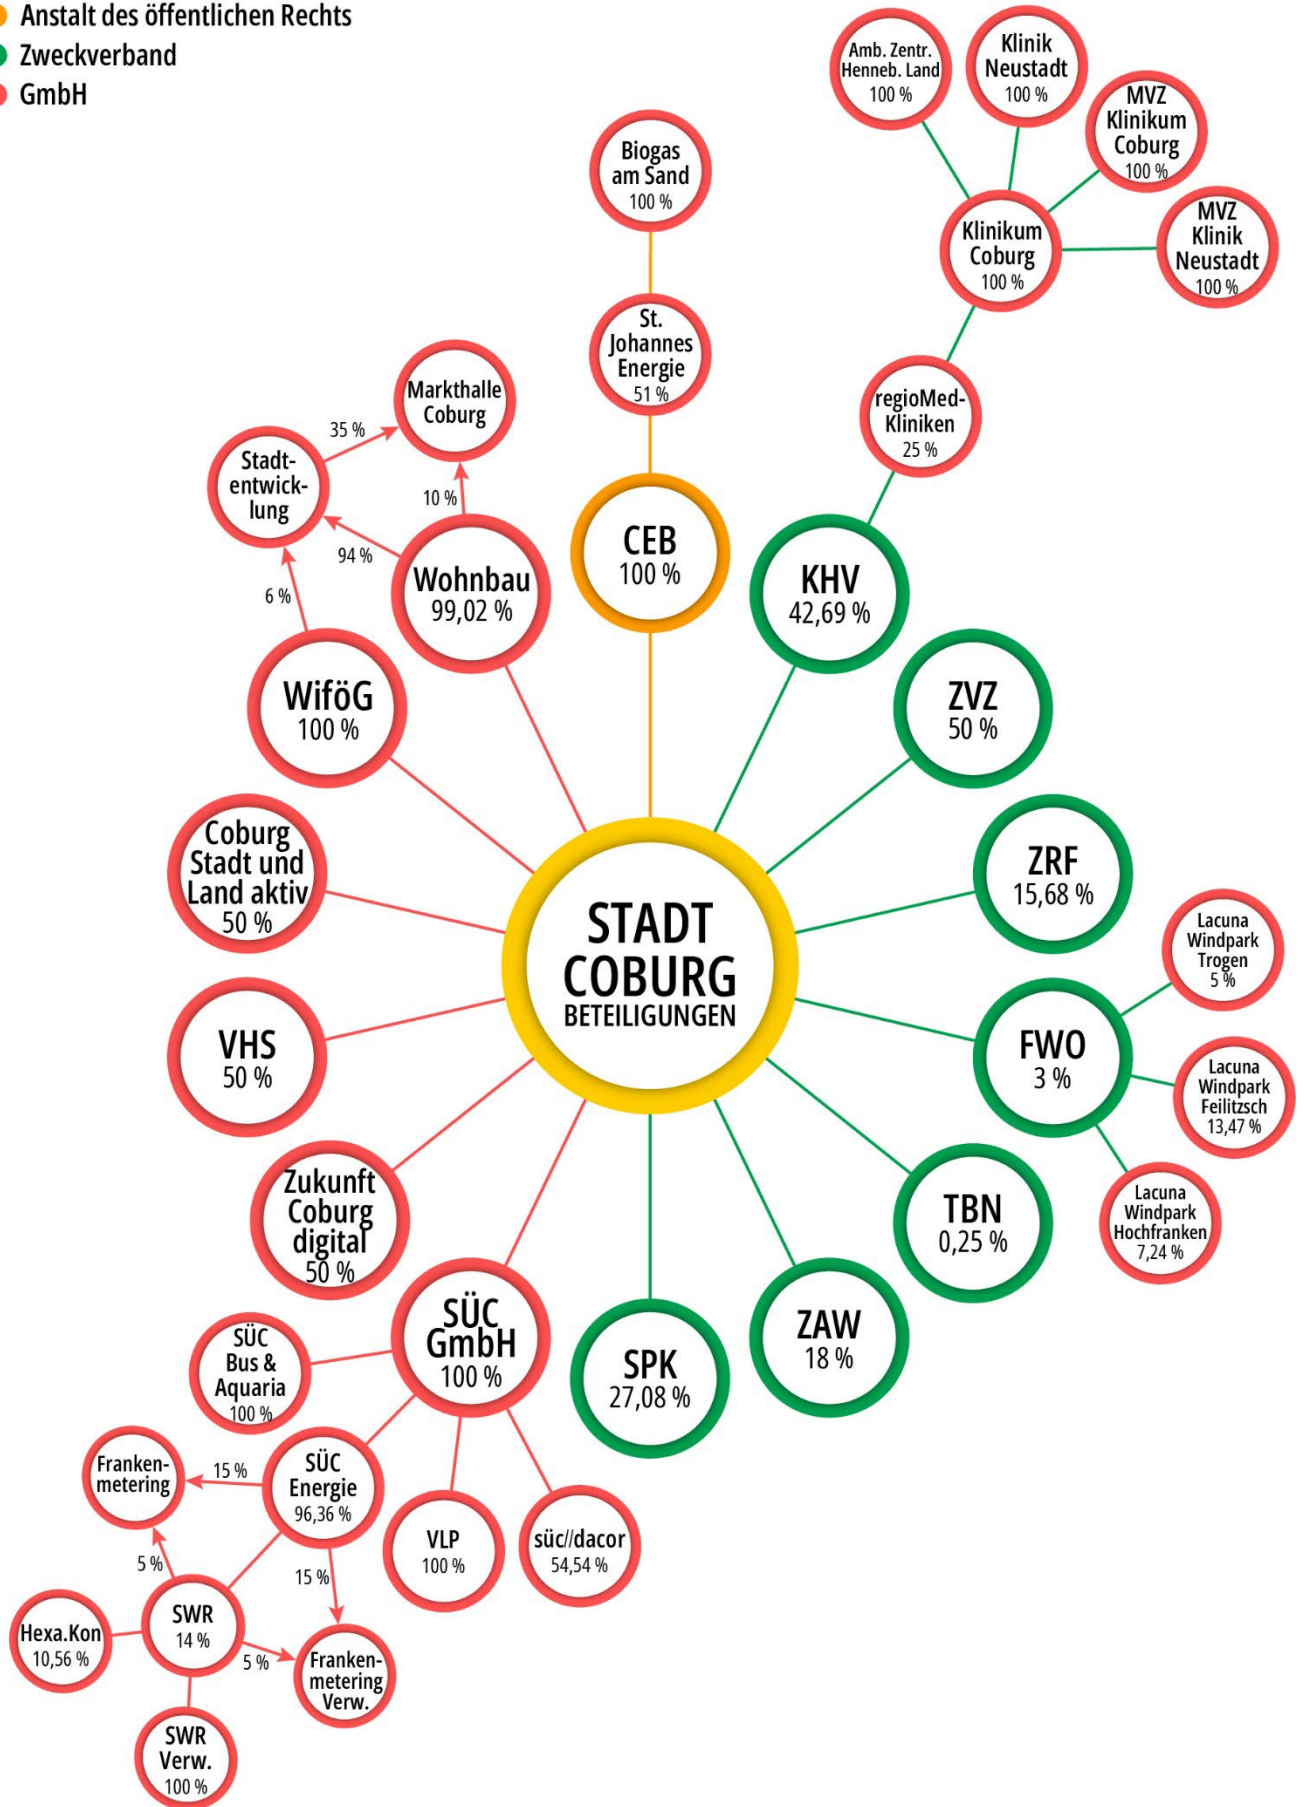 Anstalt des öffentlichen Rechts
Zweckverband
GmbH
Amb. Zentr.
Henneb. Land
100 %
Klinik
Neustadt
100 %
MVZ
Klinikum
Coburg
100 %
MVZ
Klinik
Neustadt
100 %
Klinikum
Coburg
100 %
regioMed-
Kliniken
25 %
Biogas
am Sand
100 %
St.
Johannes
Energie
51 %
CEB
100 %
Markthalle
Coburg
35 %
Stadt-
entwick-
lung
10 %
94 %
6 %
Wohnbau
99,02 %
WiföG
100 %
KHV
42,69 %
ZVZ
50 %
Coburg
Stadt und
Land aktiv
50 %
ZRF
15,68 %
STADT
COBURG
BETEILIGUNGEN
Lacuna
Windpark
Trogen
5 %
VHS
50 %
FWO
3 %
Lacuna
Windpark
Feilitzsch
13,47 %
Lacuna
Windpark
Hochfranken
7,24 %
Zukunft
Coburg
digital
50 %
TBN
0,25 %
SÜC
GmbH
100 %
SPK
27,08 %
ZAW
18 %
SÜC
Bus &
Aquaria
100 %
Franken-
metering
15 %
SÜC
Energie
96,36 %
VLP
100 %
süc//dacor
54,54 %
5 %
15 %
SWR
14 %
Hexa.Kon
10,56 %
5 %
Franken-
metering
Verw.
SWR
Verw.
100 %